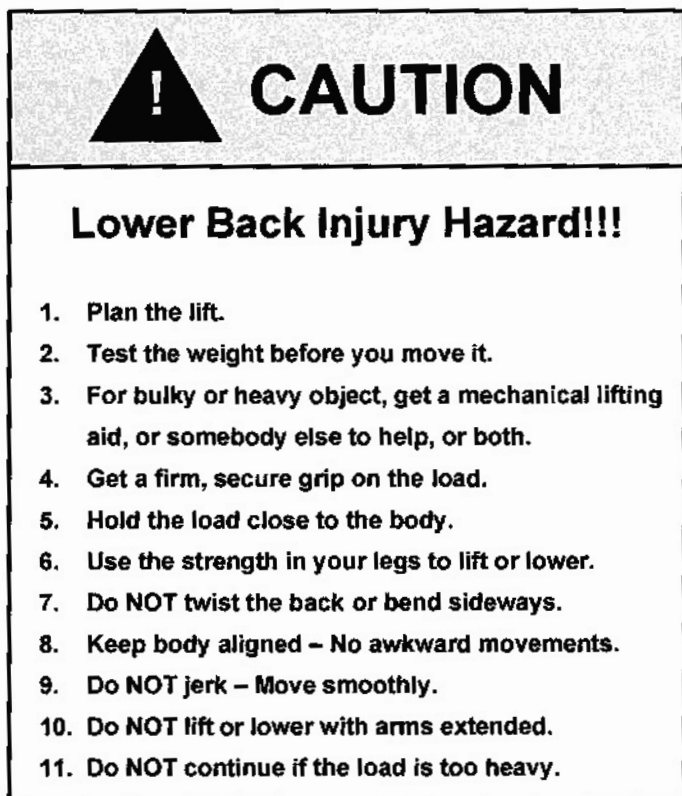 ! CAUTION
Lower Back Injury Hazard!!!
1. Plan the lift.
2. Test the weight before you move it.
3. For bulky or heavy object, get a mechanical lifting
aid, or somebody else to help, or both.
4. Get a firm, secure grip on the load.
5. Hold the load close to the body.
6. Use the strength in your legs to lift or lower.
7. Do NOT twist the back or bend sideways.
8. Keep body aligned – No awkward movements.
9. Do NOT jerk – Move smoothly.
10. Do NOT lift or lower with arms extended.
11. Do NOT continue if the load is too heavy.